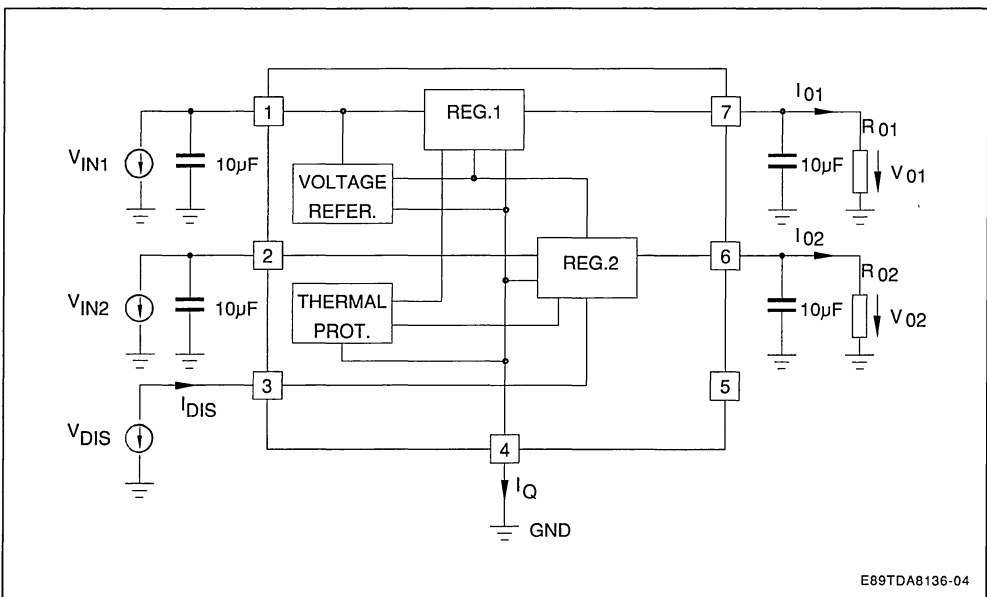 1
REG.1
7
I01
R01
VIN1
10µF
VOLTAGE
REFER.
10µF
V01
2
REG.2
6
I02
R02
VIN2
10µF
THERMAL
PROT.
10µF
V02
3
5
IDIS
VDIS
4
IQ
GND
E89TDA8136-04